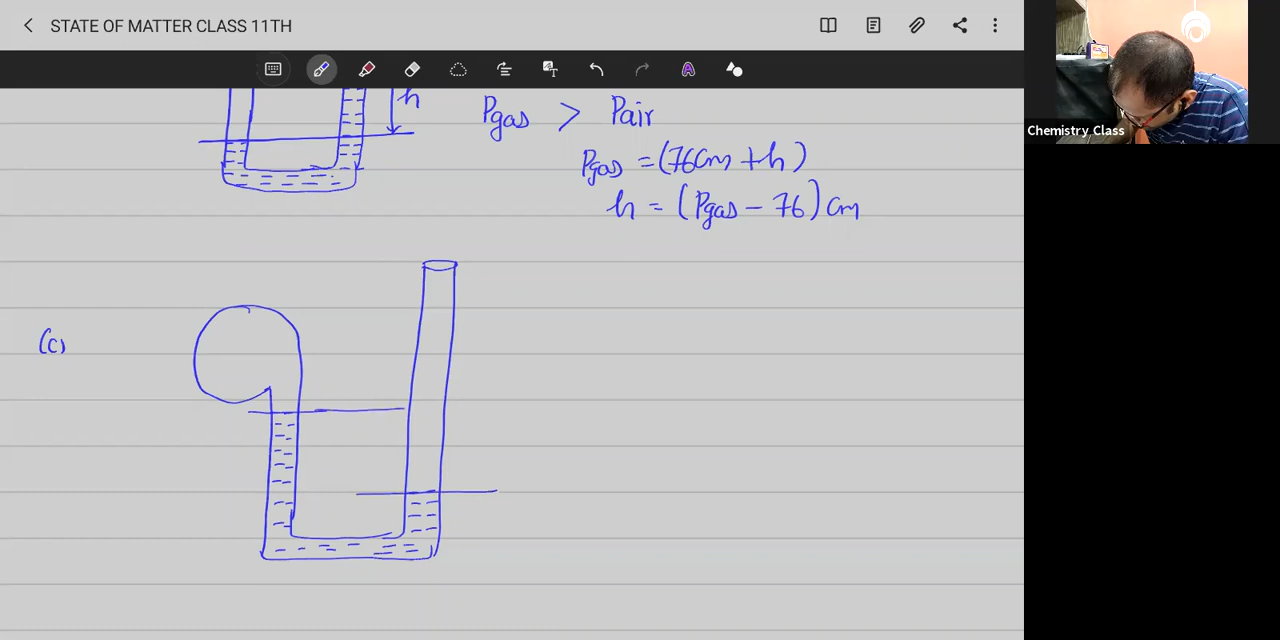 STATE OF MATTER CLASS 11TH
Chemistry Class
h
Pgas > Pair
Pgas = (76cm + h)
h = (Pgas - 76) cm
(c)